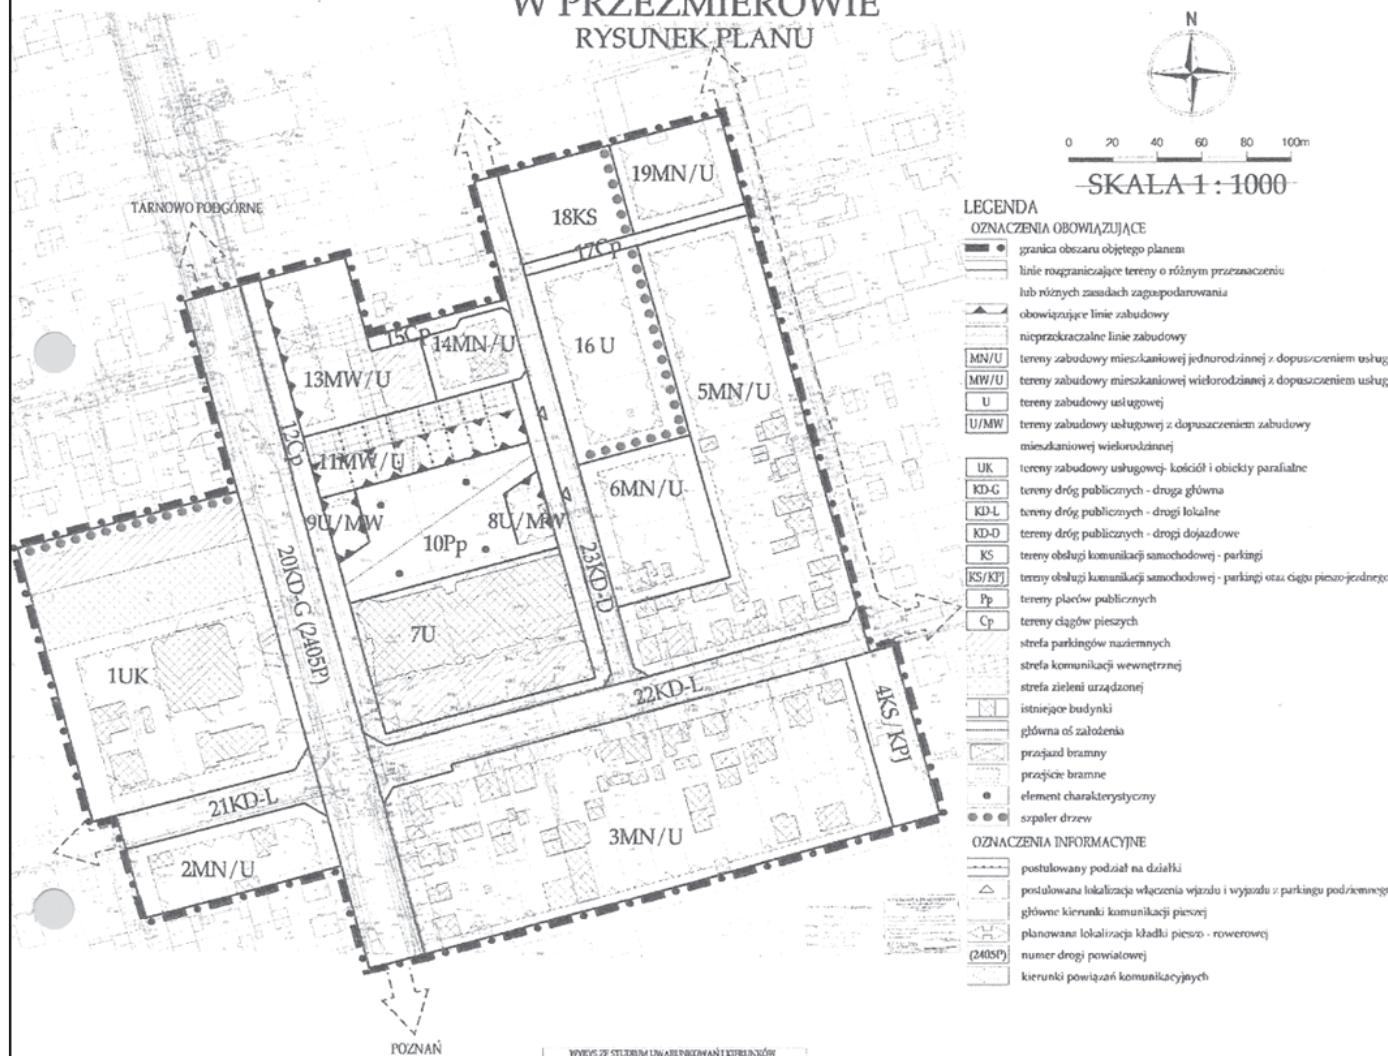 W PRZEŹMIEROWIE
RYSUNEK PLANU
N
0 20 40 60 80 100m
SKALA 1 : 1000
TARNOWO PODGÓRNE
19MN/U
18KS
17Cp
15Cp
14MN/U
16 U
13MW/U
5MN/U
12Cp
11MW/U
6MN/U
9U/MW
8U/MW
10Pp
20KD-G (2405P)
23KD-D
7U
1UK
22KD-L
4KS/KPJ
21KD-L
3MN/U
2MN/U
POZNAŃ
LEGENDA
OZNACZENIA OBOWIĄZUJĄCE
granica obszaru objętego planem
linie rozgraniczające tereny o różnym przeznaczeniu
lub różnych zasadach zagospodarowania
obowiązujące linie zabudowy
nieprzekraczalne linie zabudowy
MN/U tereny zabudowy mieszkaniowej jednorodzinnej z dopuszczeniem usług
MW/U tereny zabudowy mieszkaniowej wielorodzinnej z dopuszczeniem usług
U tereny zabudowy usługowej
U/MW tereny zabudowy usługowej z dopuszczeniem zabudowy
mieszkaniowej wielorodzinnej
UK tereny zabudowy usługowej- kościół i obiekty parafialne
KD-G tereny dróg publicznych - droga główna
KD-L tereny dróg publicznych - drogi lokalne
KD-D tereny dróg publicznych - drogi dojazdowe
KS tereny obsługi komunikacji samochodowej - parkingi
KS/KPJ tereny obsługi komunikacji samochodowej - parkingi oraz ciągu pieszo-jezdnego
Pp tereny placów publicznych
Cp tereny ciągów pieszych
strefa parkingów naziemnych
strefa komunikacji wewnętrznej
strefa zieleni urządzonej
istniejące budynki
główna oś założenia
przejazd bramny
przejście bramne
element charakterystyczny
szpaler drzew
OZNACZENIA INFORMACYJNE
postulowany podział na działki
postulowana lokalizacja włączenia wjazdu i wyjazdu z parkingu podziemnego
główne kierunki komunikacji pieszej
planowana lokalizacja kładki pieszo - rowerowej
(2405P) numer drogi powiatowej
kierunki powiązań komunikacyjnych
WYRYS ZE STUDIUM UWARUNKOWAŃ I KIERUNKÓW